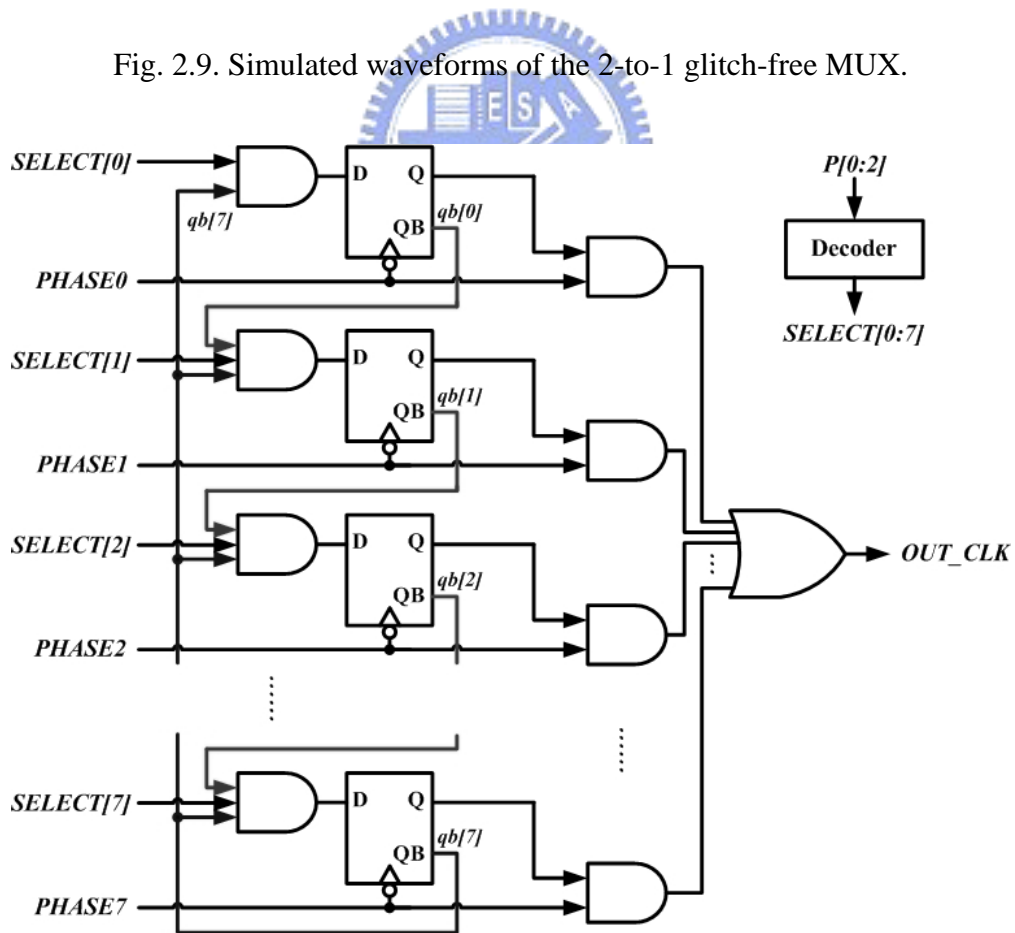 Fig. 2.9. Simulated waveforms of the 2-to-1 glitch-free MUX.
E S A
SELECT[0]
qb[7]
D Q
QB
qb[0]
PHASE0
P[0:2]
Decoder
SELECT[0:7]
SELECT[1]
D Q
QB
qb[1]
PHASE1
SELECT[2]
D Q
QB
qb[2]
PHASE2
OUT_CLK
SELECT[7]
D Q
QB
qb[7]
PHASE7